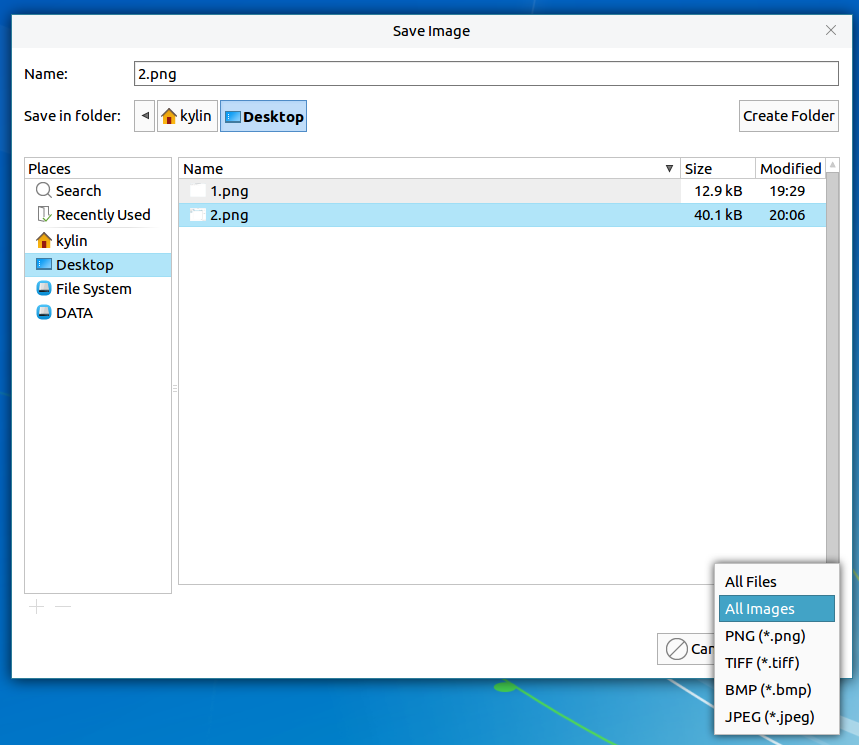 Save Image
Name: 2.png
Save in folder: kylin Desktop Create Folder
Places
Search
Recently Used
kylin
Desktop
File System
DATA
Name Size Modified
1.png 12.9 kB 19:29
2.png 40.1 kB 20:06
All Files
All Images
PNG (*.png)
TIFF (*.tiff)
BMP (*.bmp)
JPEG (*.jpeg)